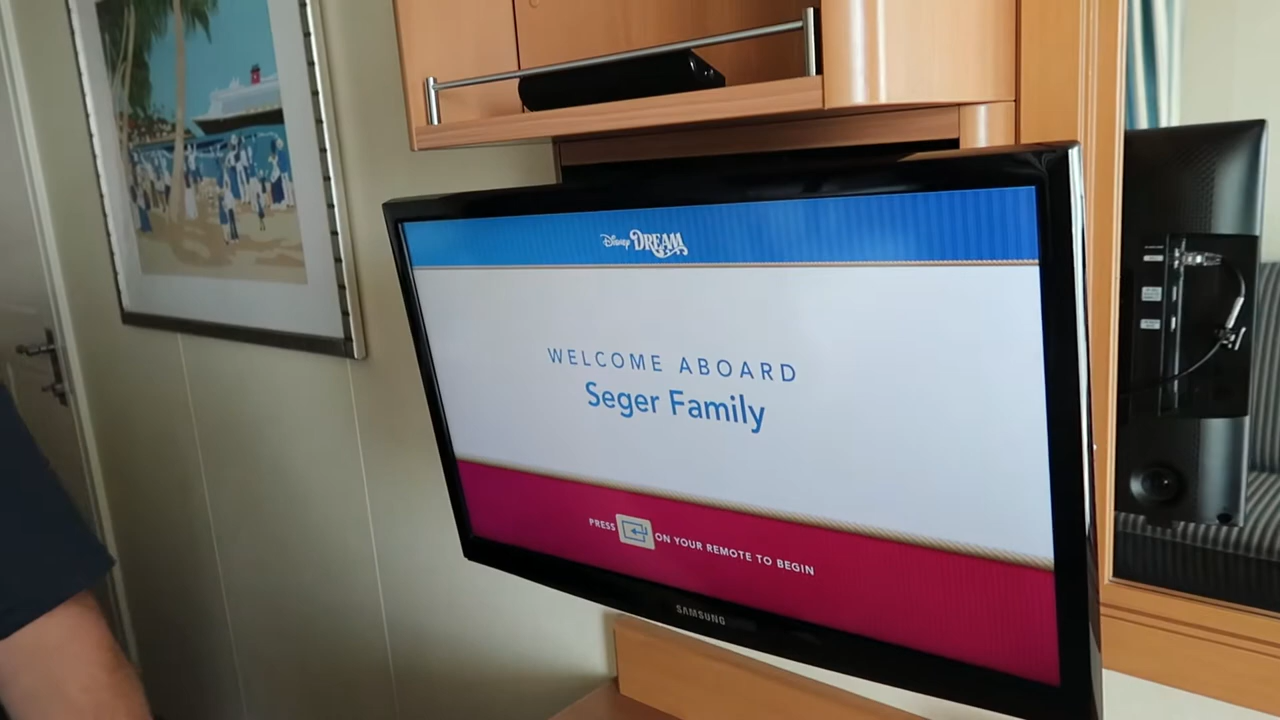 Disney DREAM
WELCOME ABOARD
Seger Family
PRESS ON YOUR REMOTE TO BEGIN
SAMSUNG